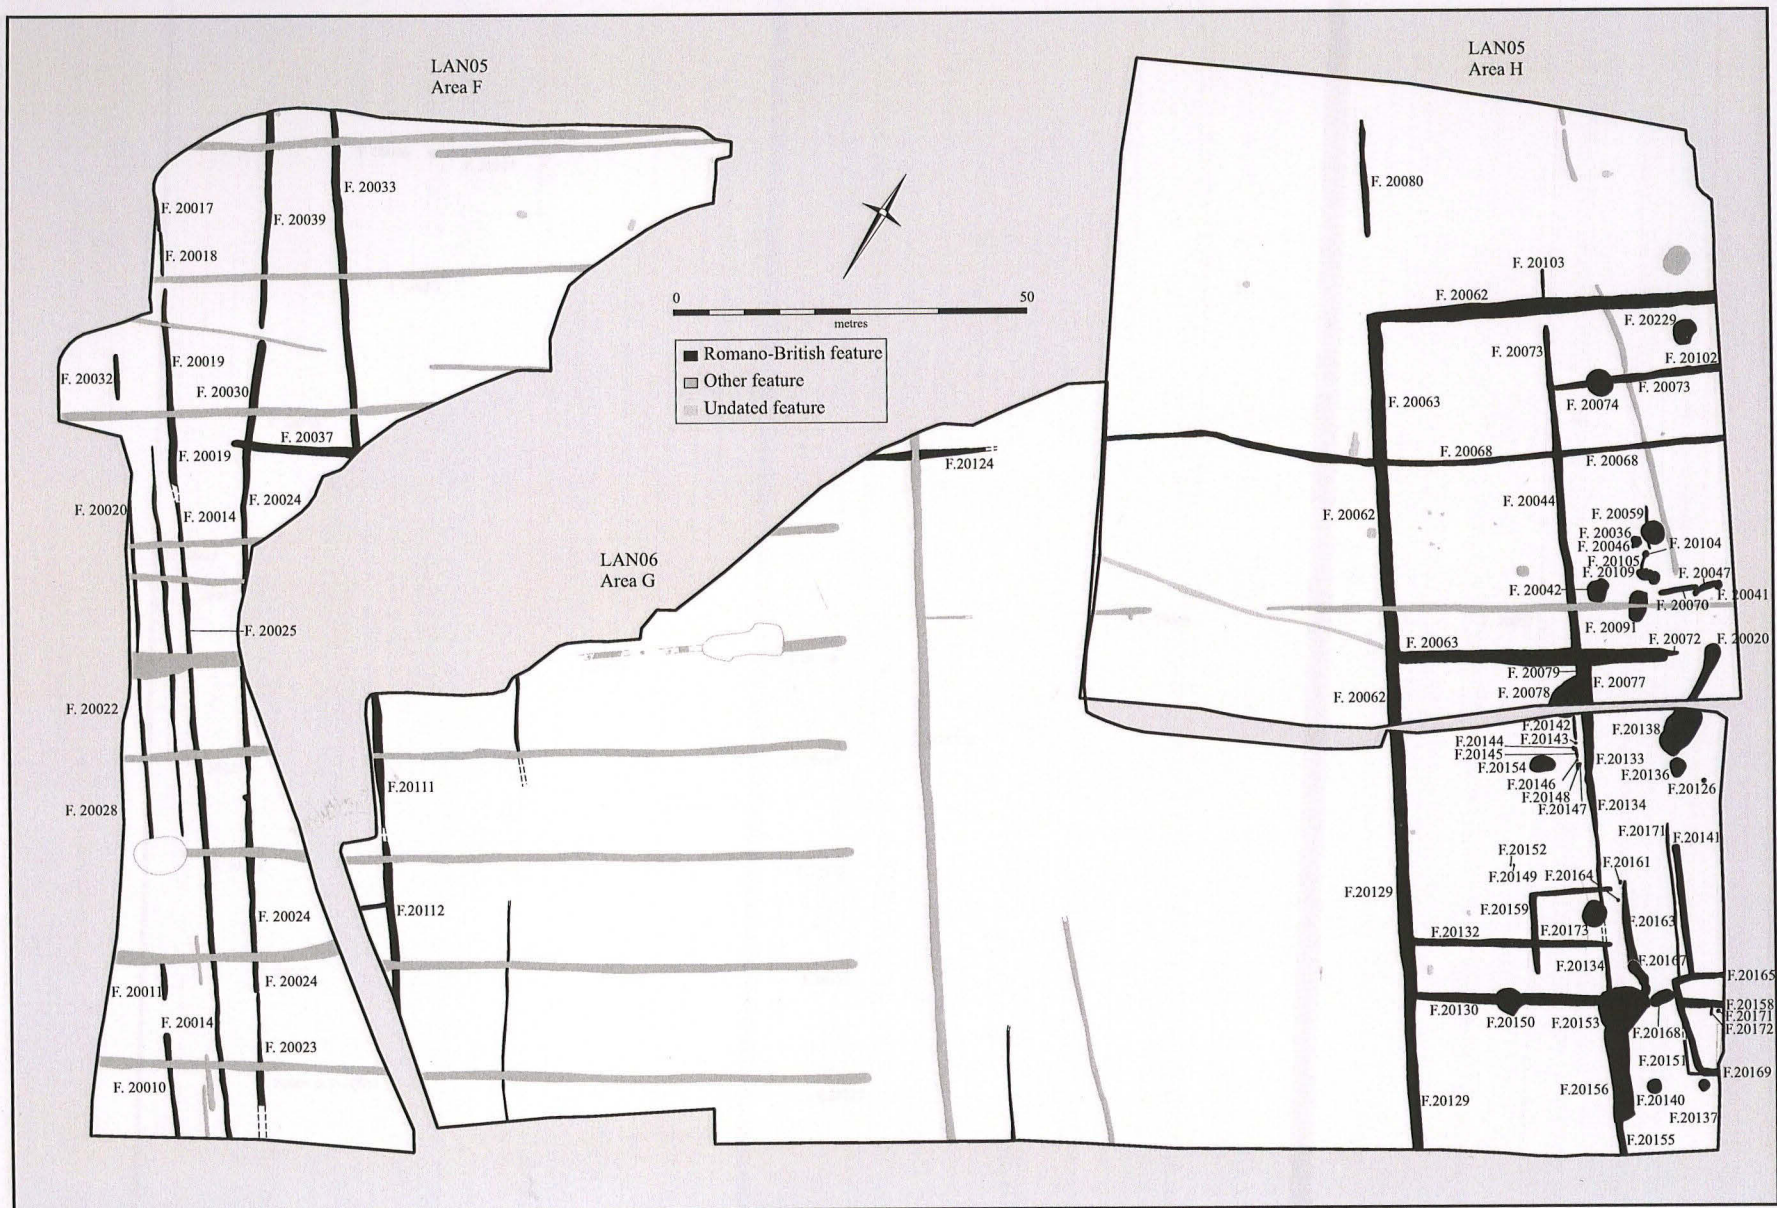 LAN05
Area F
LAN05
Area H
F. 20017
F. 20033
F. 20039
F. 20018
F. 20080
F. 20103
0
50
metres
F. 20062
F. 20229
Romano-British feature
Other feature
Undated feature
F. 20019
F. 20032
F. 20030
F. 20073
F. 20102
F. 20073
F. 20063
F. 20074
F. 20037
F. 20019
F. 20124
F. 20068
F. 20068
F. 20020
F. 20014
F. 20024
F. 20062
F. 20044
F. 20059
F. 20036
F. 20046
F. 20104
F. 20105
F. 20109
F. 20047
LAN06
Area G
F. 20042
F. 20070
F. 20041
F. 20025
F. 20091
F. 20063
F. 20072
F. 20020
F. 20079
F. 20078
F. 20077
F. 20062
F. 20022
F.20142
F.20138
F.20144
F.20143
F.20145
F.20154
F.20133
F.20136
F.20146
F.20126
F.20148
F.20147
F.20134
F.20111
F. 20028
F.20171
F.20141
F.20152
F.20161
F.20149
F.20164
F.20129
F. 20024
F.20112
F.20159
F.20163
F.20132
F.20173
F.20134
F.20167
F. 20024
F. 20011
F.20165
F.20130
F.20150
F.20153
F.20158
F.20171
F.20172
F.20168
F. 20014
F. 20023
F.20151
F.20169
F. 20010
F.20129
F.20156
F.20140
F.20137
F.20155